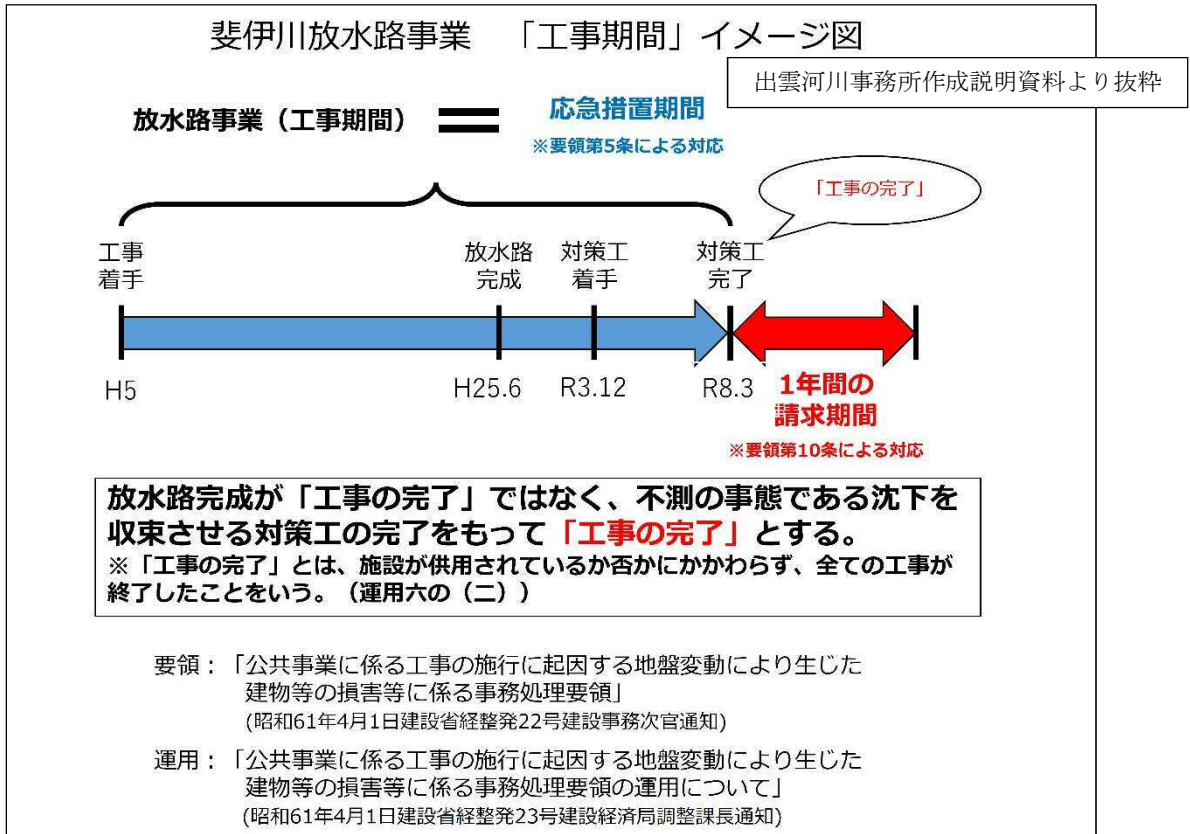 斐伊川放水路事業　「工事期間」イメージ図
出雲河川事務所作成説明資料より抜粋
放水路事業（工事期間）
応急措置期間
※要領第5条による対応
「工事の完了」
工事
着手
放水路
完成
対策工
着手
対策工
完了
H5
H25.6
R3.12
R8.3
1年間の
請求期間
※要領第10条による対応
放水路完成が「工事の完了」ではなく、不測の事態である沈下を
収束させる対策工の完了をもって「工事の完了」とする。
※「工事の完了」とは、施設が供用されているか否かにかかわらず、全ての工事が
終了したことをいう。（運用六の（二））
要領：「公共事業に係る工事の施行に起因する地盤変動により生じた
建物等の損害等に係る事務処理要領」
(昭和61年4月1日建設省経整発22号建設事務次官通知)
運用：「公共事業に係る工事の施行に起因する地盤変動により生じた
建物等の損害等に係る事務処理要領の運用について」
(昭和61年4月1日建設省経整発23号建設経済局調整課長通知)